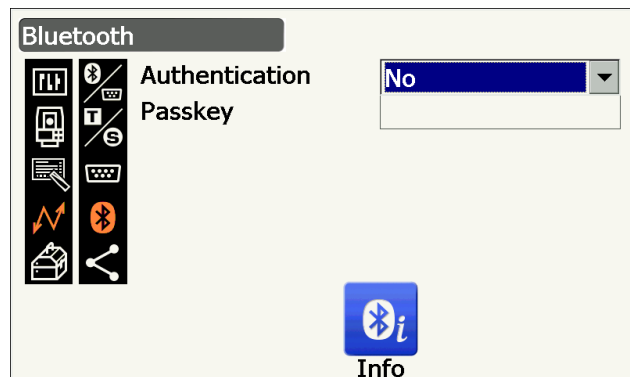 Bluetooth
Authentication No
Passkey
T
S
i
Info